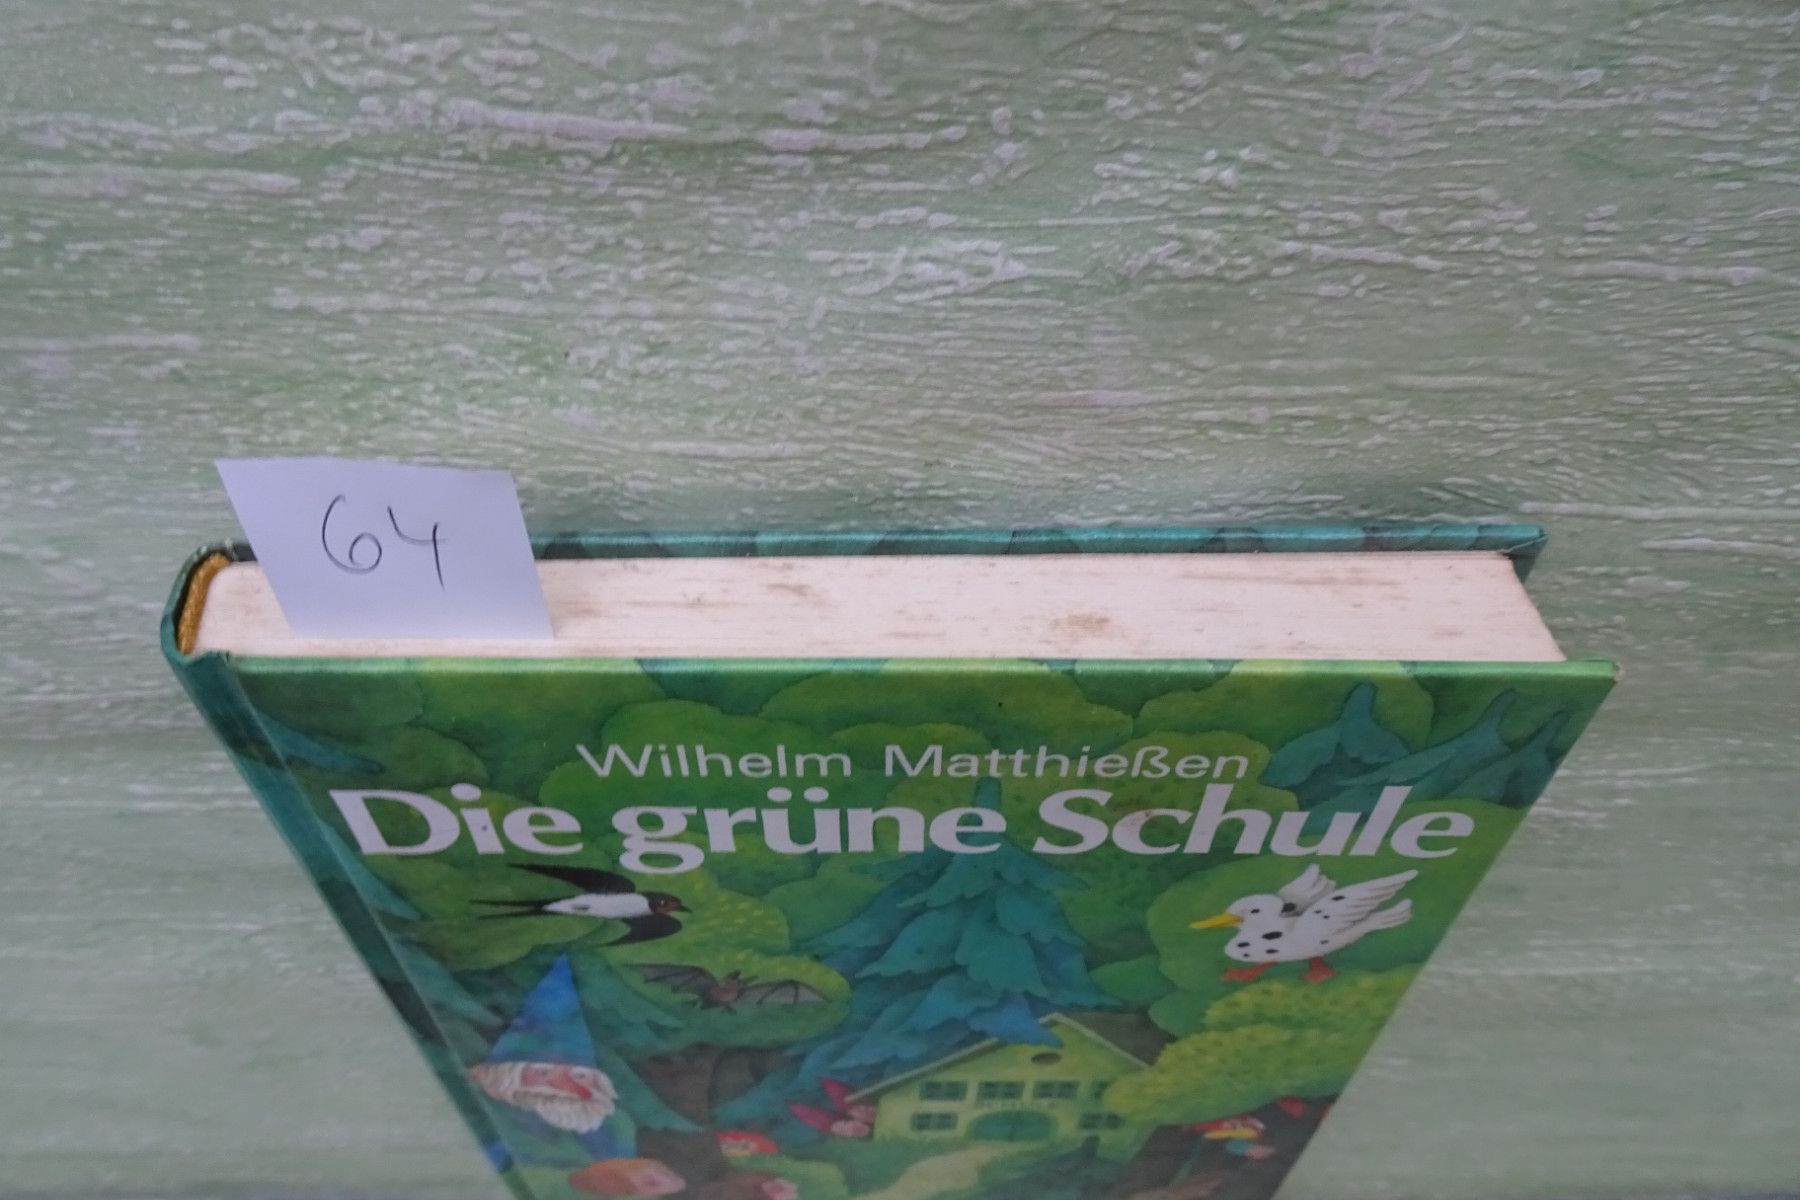 64
Wilhelm Matthießen
Die grüne Schule